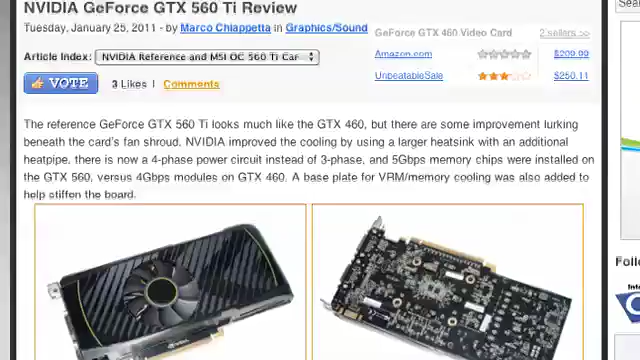 NVIDIA GeForce GTX 560 Ti Review
Tuesday, January 25, 2011 - by Marco Chiappetta in Graphics/Sound
GeForce GTX 460 Video Card 2 sellers >>
Amazon.com $209.99
UnbeatableSale $250.11
Article Index: NVIDIA Reference and MSI OC 560 Ti Car
VOTE 3 Likes | Comments
The reference GeForce GTX 560 Ti looks much like the GTX 460, but there are some improvement lurking
beneath the card's fan shroud. NVIDIA improved the cooling by using a larger heatsink with an additional
heatpipe, there is now a 4-phase power circuit instead of 3-phase, and 5Gbps memory chips were installed on
the GTX 560, versus 4Gbps modules on GTX 460. A base plate for VRM/memory cooling was also added to
help stiffen the board.
Sea
Foll
Int